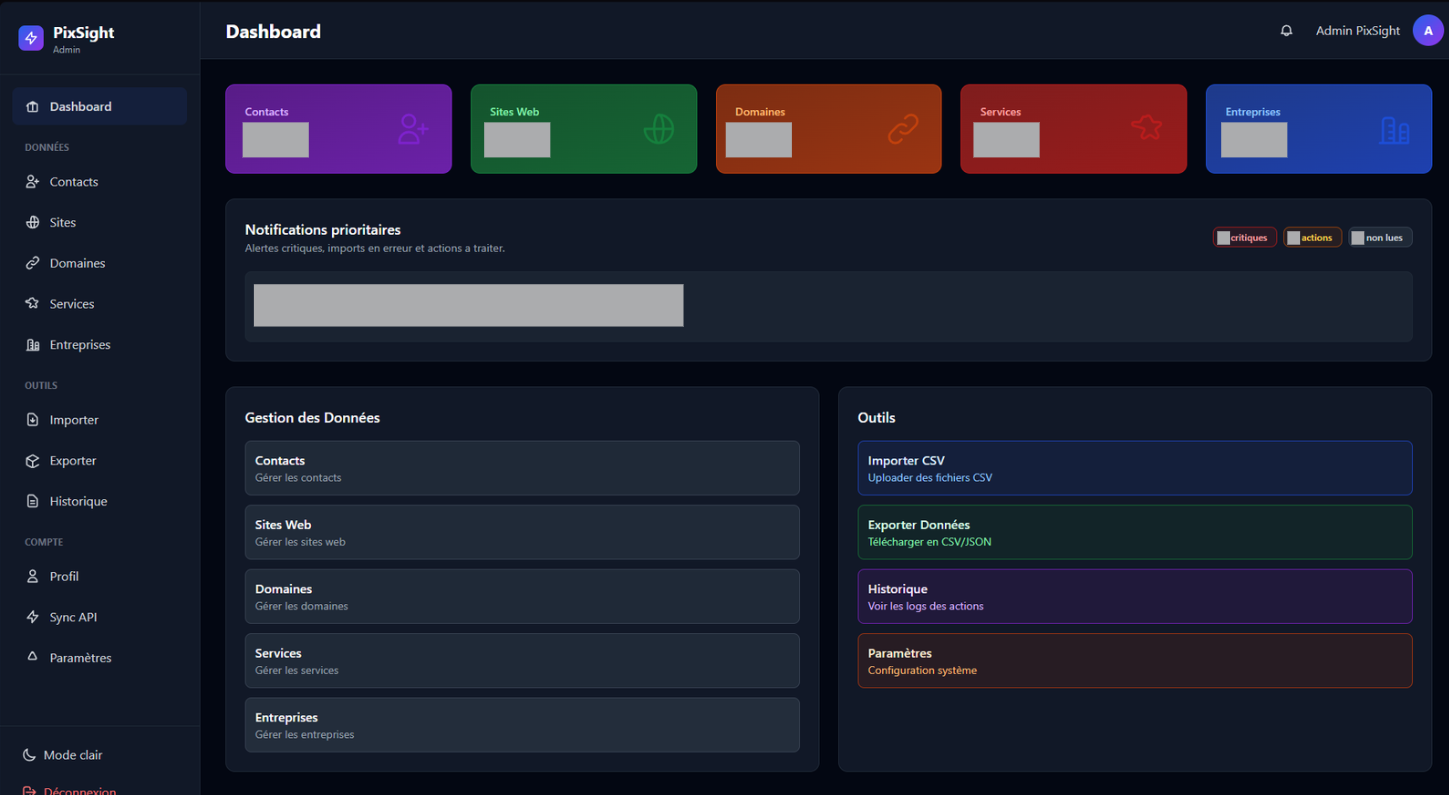 PixSight
Admin
Dashboard
DONNÉES
Contacts
Sites
Domaines
Services
Entreprises
OUTILS
Importer
Exporter
Historique
COMPTE
Profil
Sync API
Paramètres
Mode clair
Déconnexion
Dashboard
Admin PixSight
A
Contacts
Sites Web
Domaines
Services
Entreprises
Notifications prioritaires
Alertes critiques, imports en erreur et actions a traiter.
critiques
actions
non lues
Gestion des Données
Contacts
Gérer les contacts
Sites Web
Gérer les sites web
Domaines
Gérer les domaines
Services
Gérer les services
Entreprises
Gérer les entreprises
Outils
Importer CSV
Uploader des fichiers CSV
Exporter Données
Télécharger en CSV/JSON
Historique
Voir les logs des actions
Paramètres
Configuration système